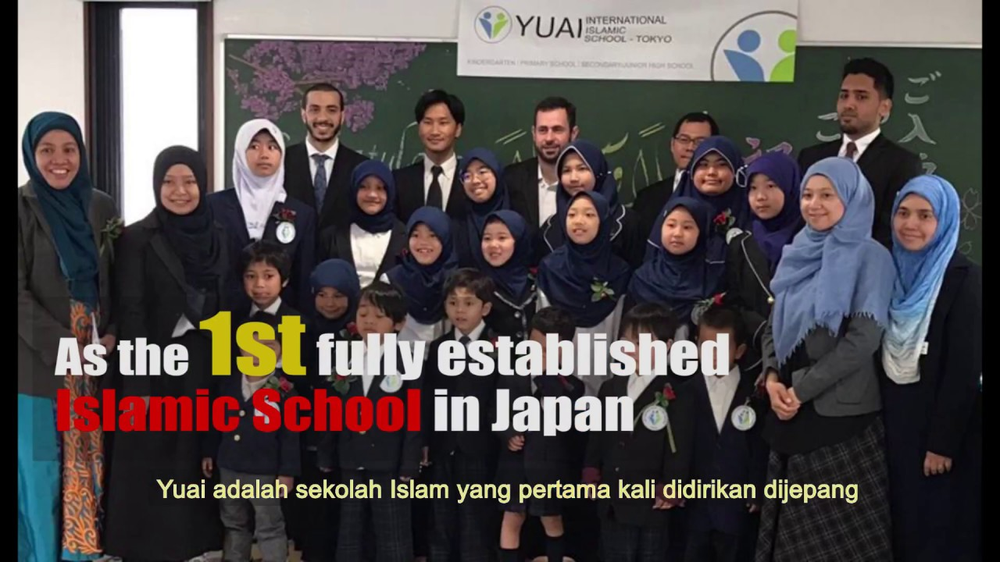 YUAI INTERNATIONAL
ISLAMIC
SCHOOL - TOKYO
KINDERGARTEN | PRIMARY SCHOOL | SECONDARY/JUNIOR HIGH SCHOOL
As the 1st fully established
Islamic School in Japan
Yuai adalah sekolah Islam yang pertama kali didirikan dijepang